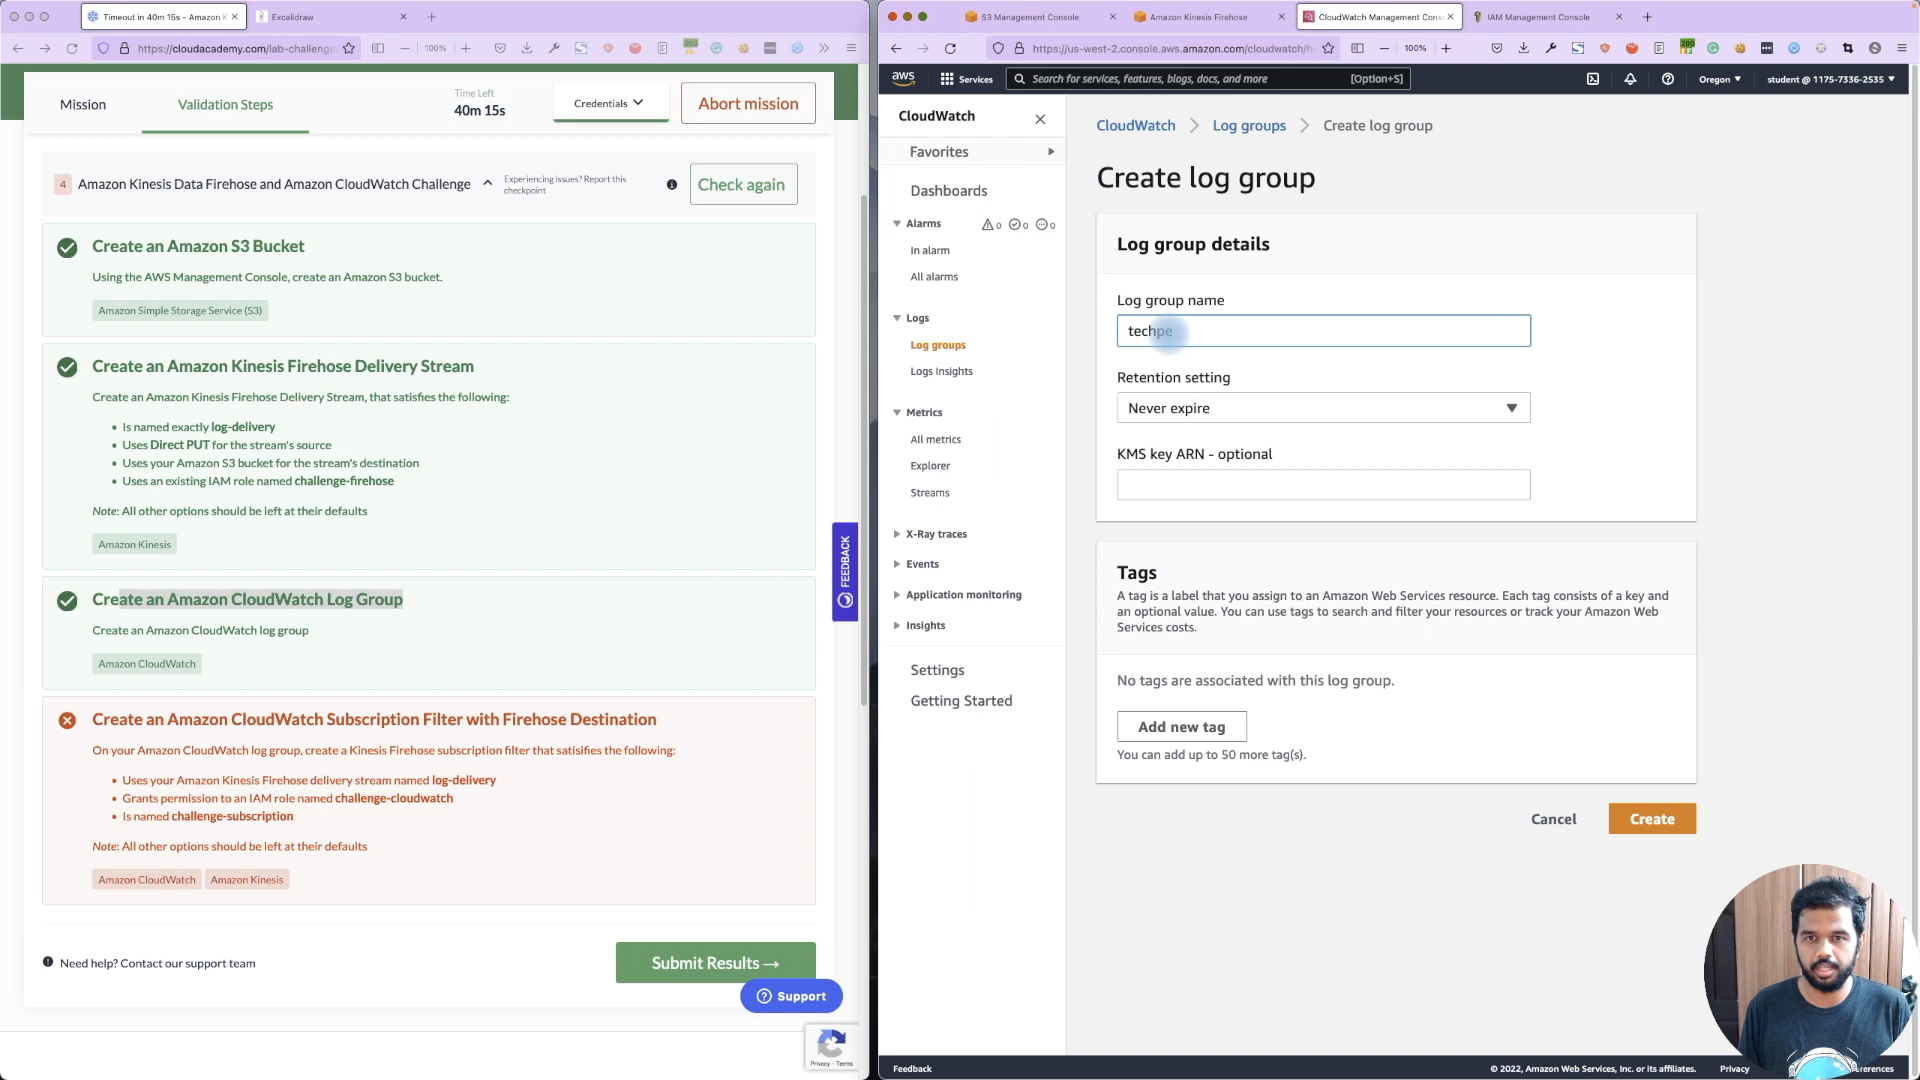 Timeout in 40m 15s - Amazon K
Excalidraw
https://cloudacademy.com/lab-challenge
100%
200
Mission
Validation Steps
Time Left
40m 15s
Credentials
Abort mission
4
Amazon Kinesis Data Firehose and Amazon CloudWatch Challenge
Experiencing issues? Report this
checkpoint
Check again
Create an Amazon S3 Bucket
Using the AWS Management Console, create an Amazon S3 bucket.
Amazon Simple Storage Service (S3)
Create an Amazon Kinesis Firehose Delivery Stream
Create an Amazon Kinesis Firehose Delivery Stream, that satisfies the following:
• Is named exactly log-delivery
• Uses Direct PUT for the stream's source
• Uses your Amazon S3 bucket for the stream's destination
• Uses an existing IAM role named challenge-firehose
Note: All other options should be left at their defaults
Amazon Kinesis
Create an Amazon CloudWatch Log Group
Create an Amazon CloudWatch log group
Amazon CloudWatch
Create an Amazon CloudWatch Subscription Filter with Firehose Destination
On your Amazon CloudWatch log group, create a Kinesis Firehose subscription filter that satisifies the following:
• Uses your Amazon Kinesis Firehose delivery stream named log-delivery
• Grants permission to an IAM role named challenge-cloudwatch
• Is named challenge-subscription
Note: All other options should be left at their defaults
Amazon CloudWatch
Amazon Kinesis
Need help? Contact our support team
Submit Results →
Support
FEEDBACK
Privacy - Terms
S3 Management Console
Amazon Kinesis Firehose
CloudWatch Management Cons
IAM Management Console
https://us-west-2.console.aws.amazon.com/cloudwatch/h
100%
200
aws
Services
Search for services, features, blogs, docs, and more
[Option+S]
Oregon
student @ 1175-7336-2535
CloudWatch
Favorites
Dashboards
Alarms
0
0
0
In alarm
All alarms
Logs
Log groups
Logs Insights
Metrics
All metrics
Explorer
Streams
X-Ray traces
Events
Application monitoring
Insights
Settings
Getting Started
CloudWatch
Log groups
Create log group
Create log group
Log group details
Log group name
techpe
Retention setting
Never expire
KMS key ARN - optional
Tags
A tag is a label that you assign to an Amazon Web Services resource. Each tag consists of a key and
an optional value. You can use tags to search and filter your resources or track your Amazon Web
Services costs.
No tags are associated with this log group.
Add new tag
You can add up to 50 more tag(s).
Cancel
Create
Feedback
© 2022, Amazon Web Services, Inc. or its affiliates.
Privacy
erences